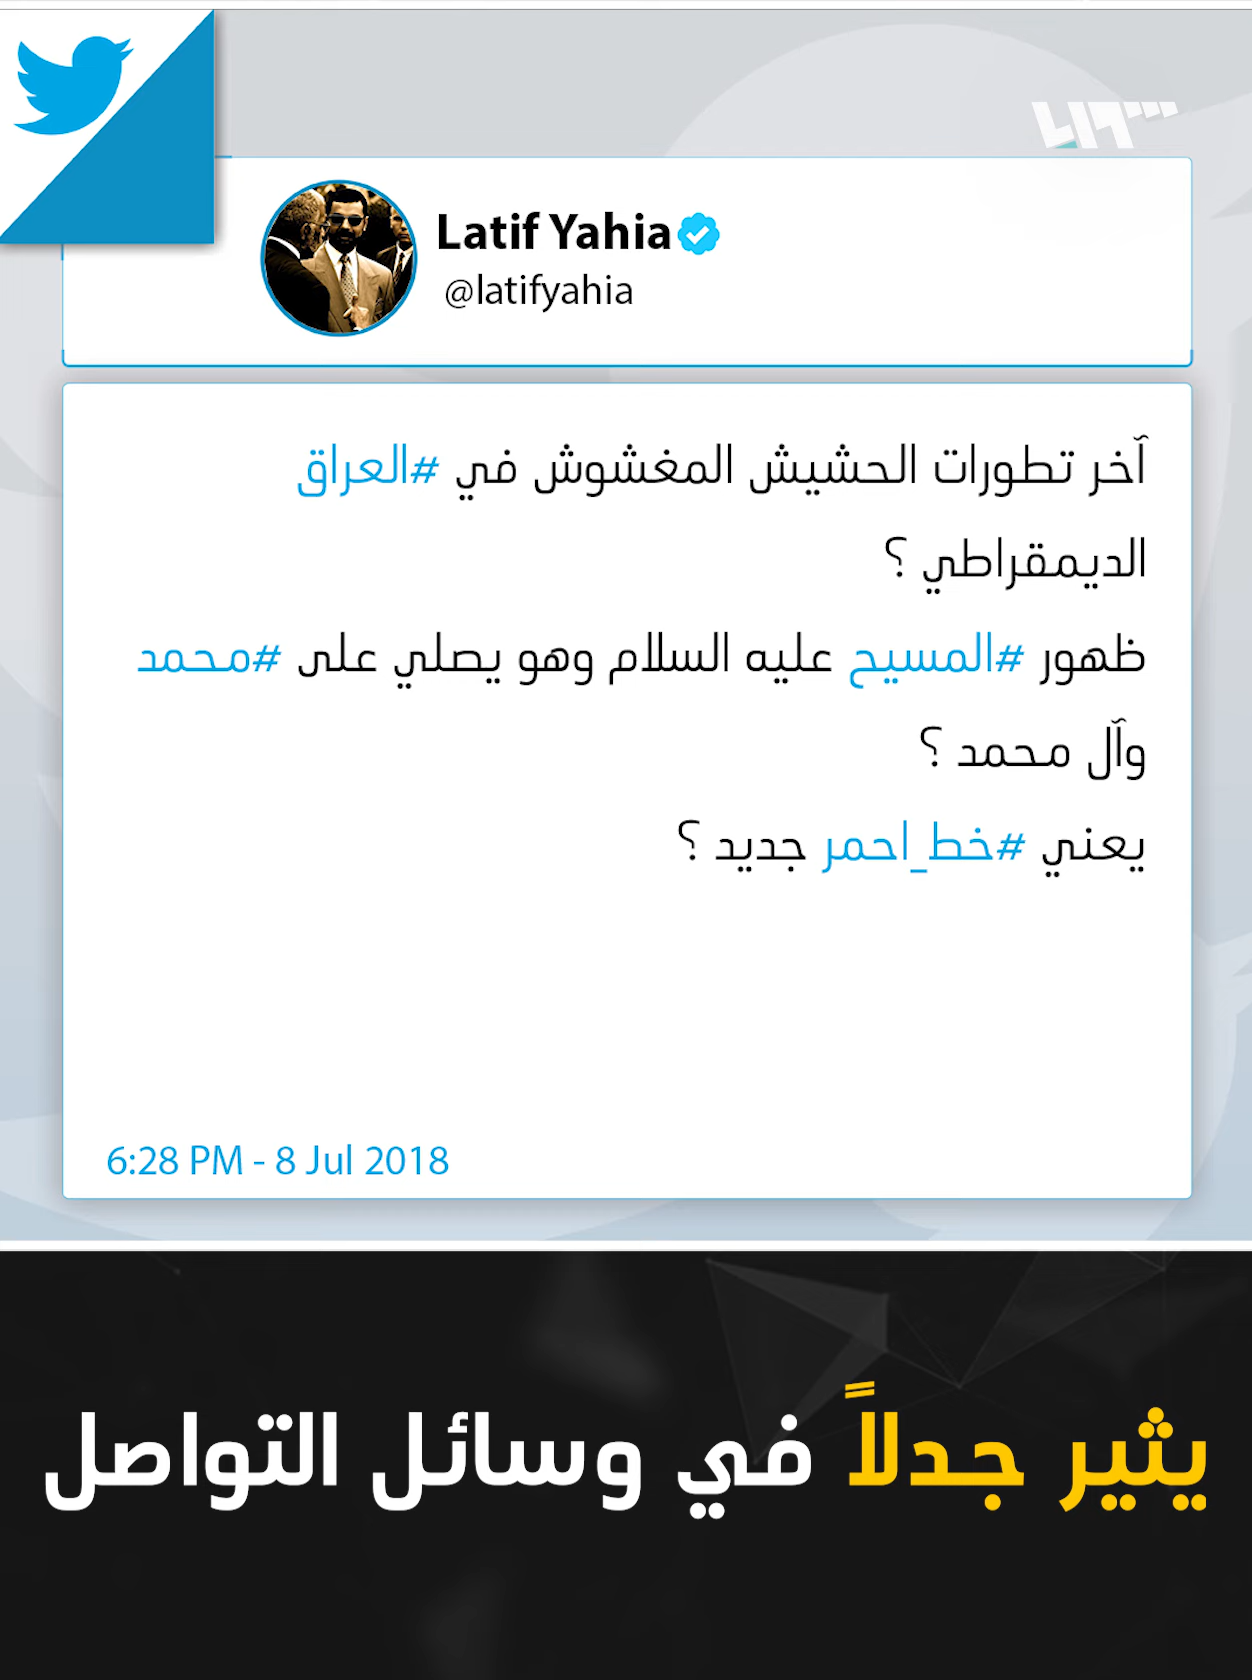 Latif Yahia
@latifyahia
آخر تطورات الحشيش المغشوش في #العراق
الديمقراطي ؟
ظهور #المسيح عليه السلام وهو يصلي على #محمد
وآل محمد ؟
يعني #خط_احمر جديد ؟
6:28 PM - 8 Jul 2018
يثير جدلاً في وسائل التواصل